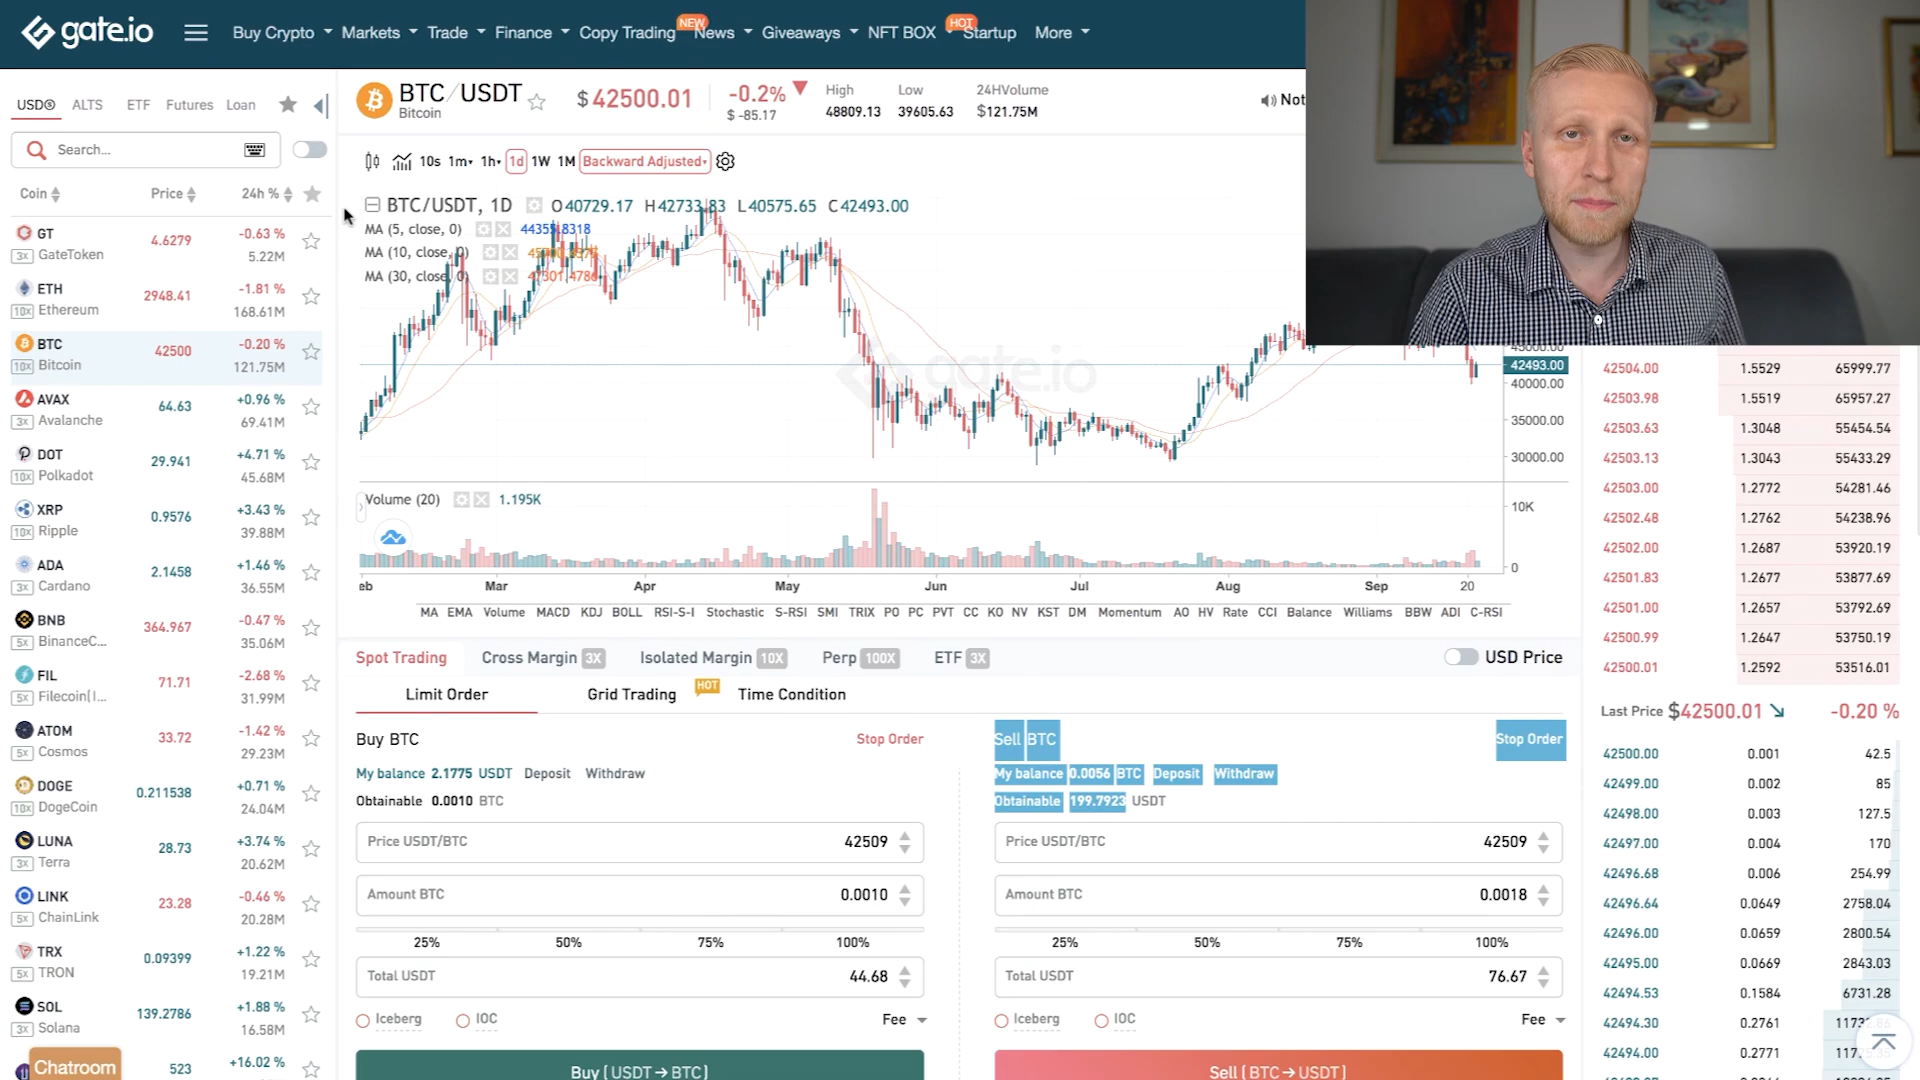 gate.io
Buy Crypto Markets Trade Finance Copy Trading NEW News Giveaways NFT BOX HOT Startup More
USDⓈ ALTS ETF Futures Loan
Search...
Coin Price 24h %
GT 4.6279 -0.63 %
3x GateToken 5.22M
ETH 2948.41 -1.81 %
10x Ethereum 168.61M
BTC 42500 -0.20 %
10x Bitcoin 121.75M
AVAX 64.63 +0.96 %
3x Avalanche 69.41M
DOT 29.941 +4.71 %
10x Polkadot 45.68M
XRP 0.9576 +3.43 %
10x Ripple 39.88M
ADA 2.1458 +1.46 %
3x Cardano 36.55M
BNB 364.967 -0.47 %
5x BinanceC... 35.06M
FIL 71.71 -2.68 %
5x Filecoin(I... 31.99M
ATOM 33.72 -1.42 %
5x Cosmos 29.23M
DOGE 0.211538 +0.71 %
10x DogeCoin 24.04M
LUNA 28.73 +3.74 %
3x Terra 20.62M
LINK 23.28 -0.46 %
5x ChainLink 20.28M
TRX 0.09399 +1.22 %
5x TRON 19.21M
SOL 139.2786 +1.88 %
3x Solana 16.58M
523 +16.02 %
Chatroom
BTC/USDT
Bitcoin
$ 42500.01
-0.2%
$ -85.17
High
48809.13
Low
39605.63
24HVolume
$121.75M
Not
10s 1m 1h 1d 1W 1M Backward Adjusted
BTC/USDT, 1D O 40729.17 H 42733.83 L 40575.65 C 42493.00
MA (5, close, 0) 44355.8318
MA (10, close, 0)
MA (30, close, 0) 47301.4786
gate.io
45000.00
42493.00
40000.00
35000.00
30000.00
Volume (20) 1.195K
10K
0
eb Mar Apr May Jun Jul Aug Sep 20
MA EMA Volume MACD KDJ BOLL RSI-S-I Stochastic S-RSI SMI TRIX PO PC PVT CC KO NV KST DM Momentum AO HV Rate CCI Balance Williams BBW ADI C-RSI
Spot Trading Cross Margin 3X Isolated Margin 10X Perp 100X ETF 3X USD Price
Limit Order Grid Trading HOT Time Condition
Buy BTC Stop Order
My balance 2.1775 USDT Deposit Withdraw
Obtainable 0.0010 BTC
Price USDT/BTC 42509
Amount BTC 0.0010
25% 50% 75% 100%
Total USDT 44.68
Iceberg IOC Fee
Buy ( USDT → BTC )
Sell BTC Stop Order
My balance 0.0056 BTC Deposit Withdraw
Obtainable 199.7923 USDT
Price USDT/BTC 42509
Amount BTC 0.0018
25% 50% 75% 100%
Total USDT 76.67
Iceberg IOC Fee
Sell ( BTC → USDT )
42504.00 1.5529 65999.77
42503.98 1.5519 65957.27
42503.63 1.3048 55454.54
42503.13 1.3043 55433.29
42503.00 1.2772 54281.46
42502.48 1.2762 54238.96
42502.00 1.2687 53920.19
42501.83 1.2677 53877.69
42501.00 1.2657 53792.69
42500.99 1.2647 53750.19
42500.01 1.2592 53516.01
Last Price $42500.01 -0.20 %
42500.00 0.001 42.5
42499.00 0.002 85
42498.00 0.003 127.5
42497.00 0.004 170
42496.68 0.006 254.99
42496.64 0.0649 2758.04
42496.00 0.0659 2800.54
42495.00 0.0669 2843.03
42494.53 0.1584 6731.28
42494.30 0.2761
42494.00 0.2771